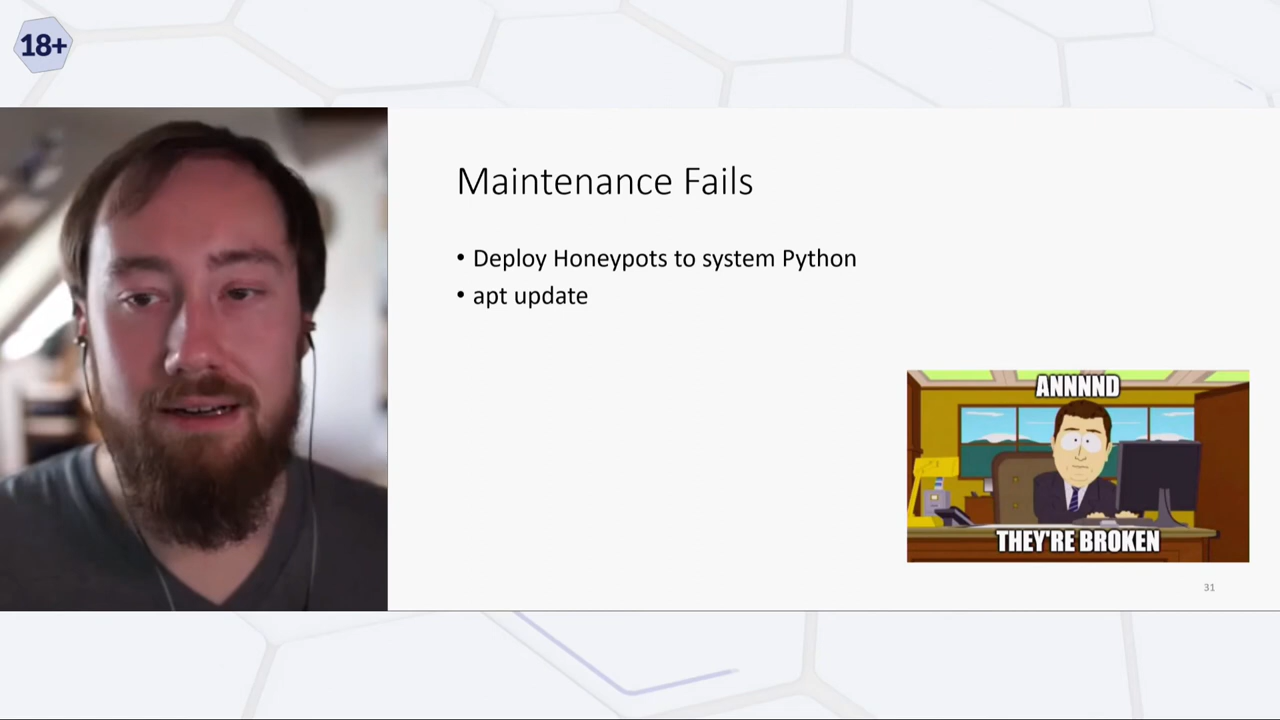 18+
Maintenance Fails
• Deploy Honeypots to system Python
• apt update
ANNNND
THEY'RE BROKEN
31